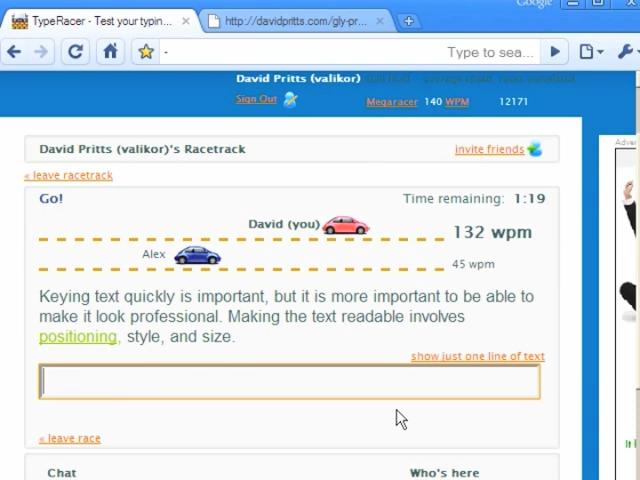 Google
TypeRacer - Test your typin...
http://davidpritts.com/gly-pr...
-
Type to sea...
David Pritts (valikor)
Sign Out
Megaracer 140 WPM 12171
Adver
David Pritts (valikor)'s Racetrack
invite friends
« leave racetrack
Go!
Time remaining: 1:19
David (you)
132 wpm
Alex
45 wpm
Keying text quickly is important, but it is more important to be able to
make it look professional. Making the text readable involves
positioning, style, and size.
show just one line of text
« leave race
It
Chat
Who's here